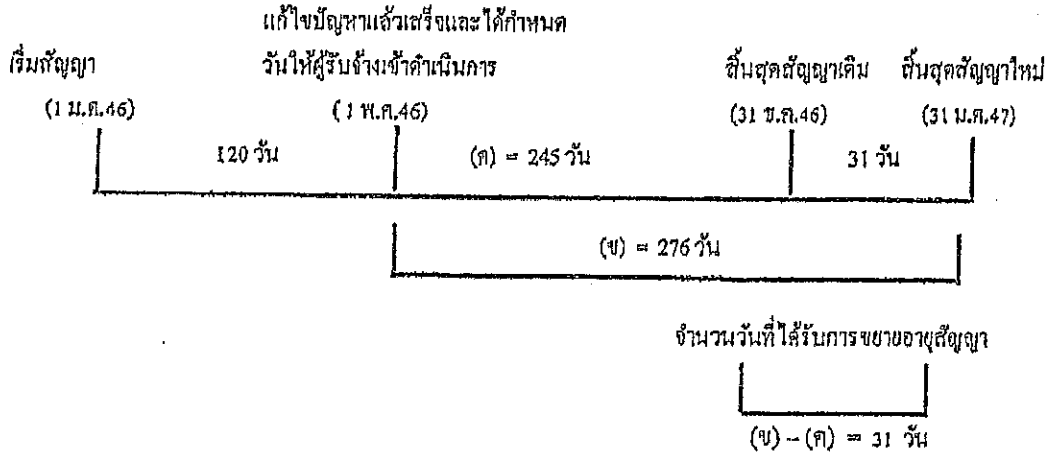 แก้ไขปัญหาแล้วเสร็จและได้กำหนด
เริ่มสัญญา
วันให้ผู้รับจ้างเข้าดำเนินการ
สิ้นสุดสัญญาเดิม
สิ้นสุดสัญญาใหม่
(1 ม.ค.46)
(1 พ.ค.46)
(31 ธ.ค.46)
(31 ม.ค.47)
120 วัน
(ค) = 245 วัน
31 วัน
(ข) = 276 วัน
จำนวนวันที่ได้รับการขยายอายุสัญญา
(ข) – (ค) = 31 วัน